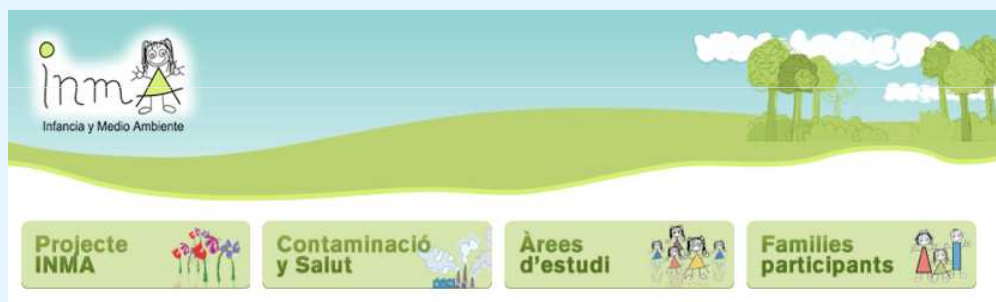 inmA
Infancia y Medio Ambiente
Projecte
INMA
Contaminació
y Salut
Àrees
d'estudi
Families
participants